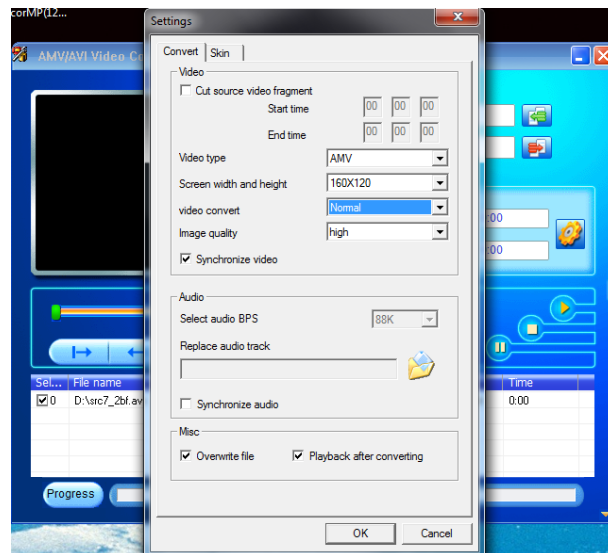 corMP(12...
Settings
AMV/AVI Video Co
Convert
Skin
Video
Cut source video fragment
Start time
00 00 00
End time
00 00 00
Video type
AMV
Screen width and height
160X120
video convert
Normal
Image quality
high
Synchronize video
:00
:00
Audio
Select audio BPS
88K
Replace audio track
Synchronize audio
Sel... File name
Time
0 D:\src7_2bf.av
0:00
Misc
Overwrite file
Playback after converting
Progress
OK
Cancel